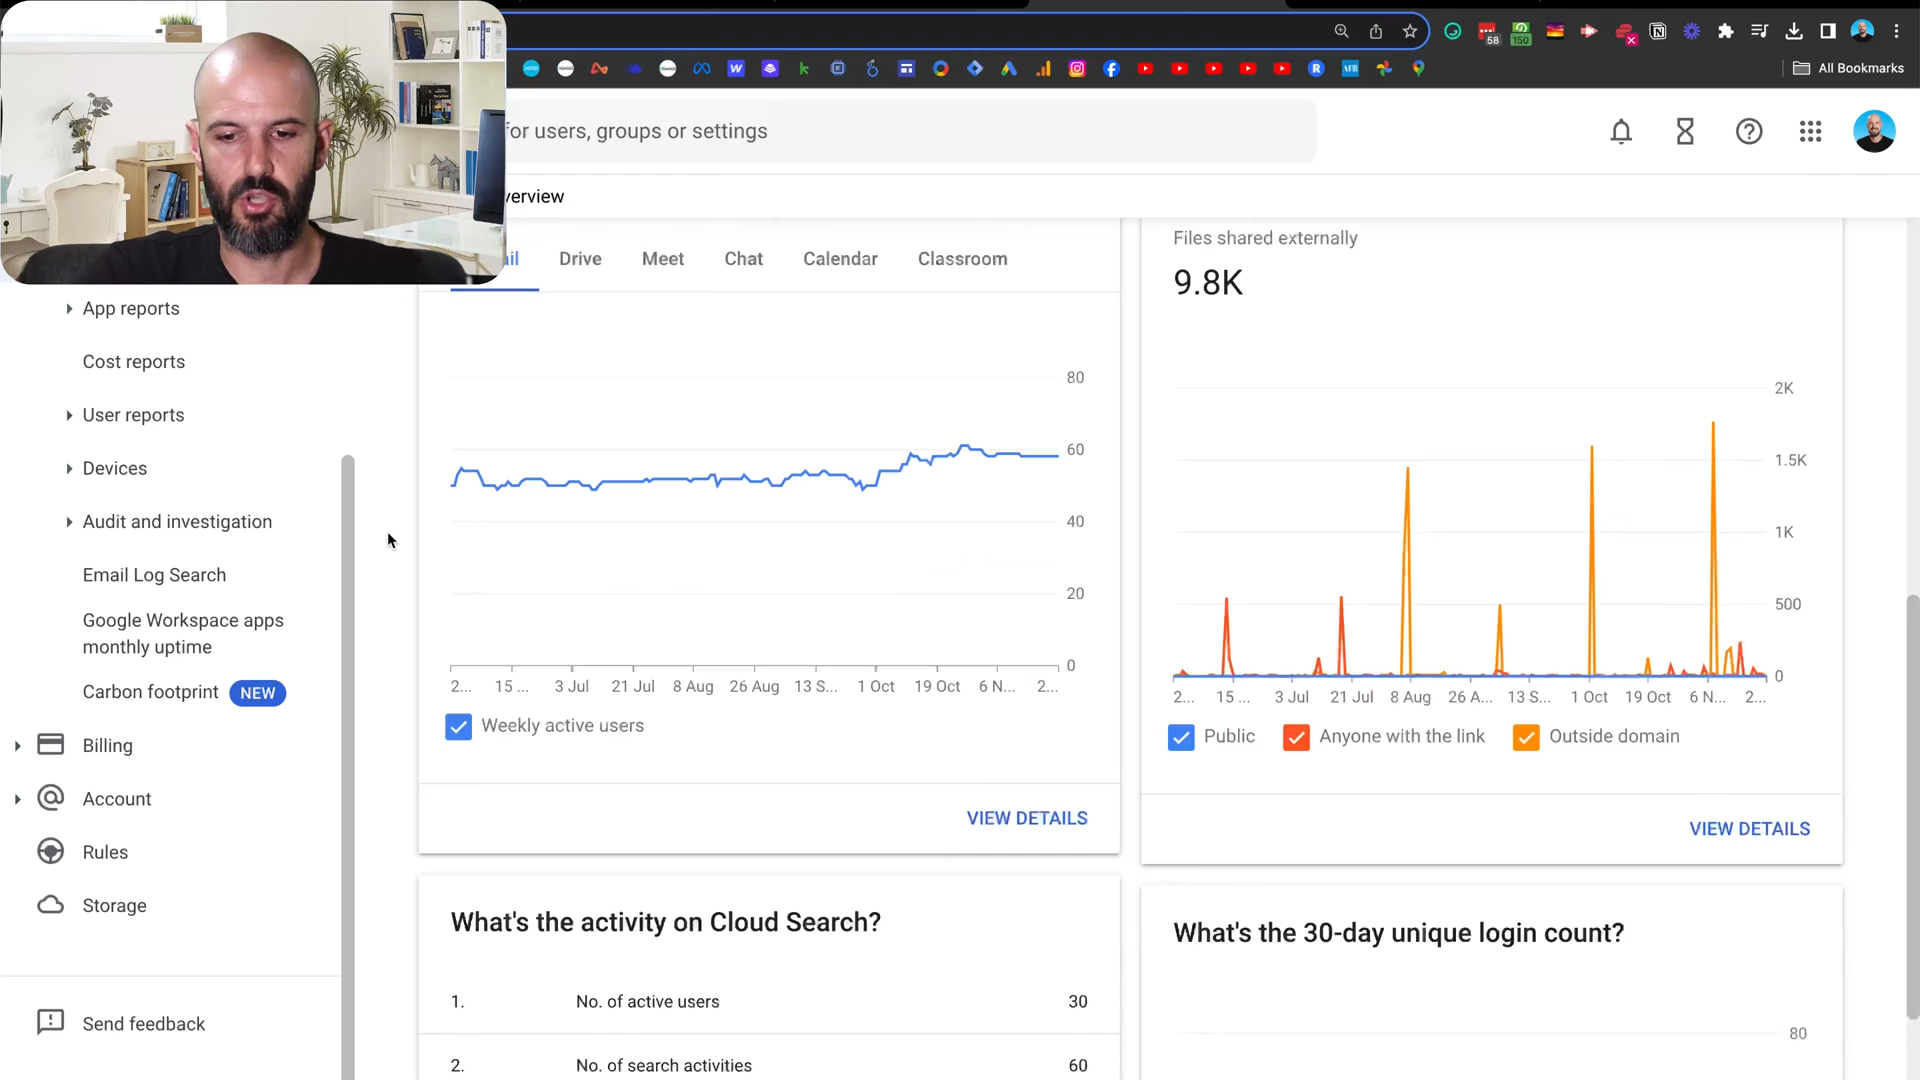 58
150
All Bookmarks
for users, groups or settings
verview
ail
Drive
Meet
Chat
Calendar
Classroom
Files shared externally
9.8K
App reports
Cost reports
User reports
Devices
Audit and investigation
Email Log Search
Google Workspace apps
monthly uptime
Carbon footprint NEW
Billing
Account
Rules
Storage
Send feedback
80
60
40
20
0
2... 15 ... 3 Jul 21 Jul 8 Aug 26 Aug 13 S... 1 Oct 19 Oct 6 N... 2...
Weekly active users
VIEW DETAILS
2K
1.5K
1K
500
0
2... 15 ... 3 Jul 21 Jul 8 Aug 26 A... 13 S... 1 Oct 19 Oct 6 N... 2...
Public Anyone with the link Outside domain
VIEW DETAILS
What's the activity on Cloud Search?
1. No. of active users 30
2. No. of search activities 60
What's the 30-day unique login count?
80